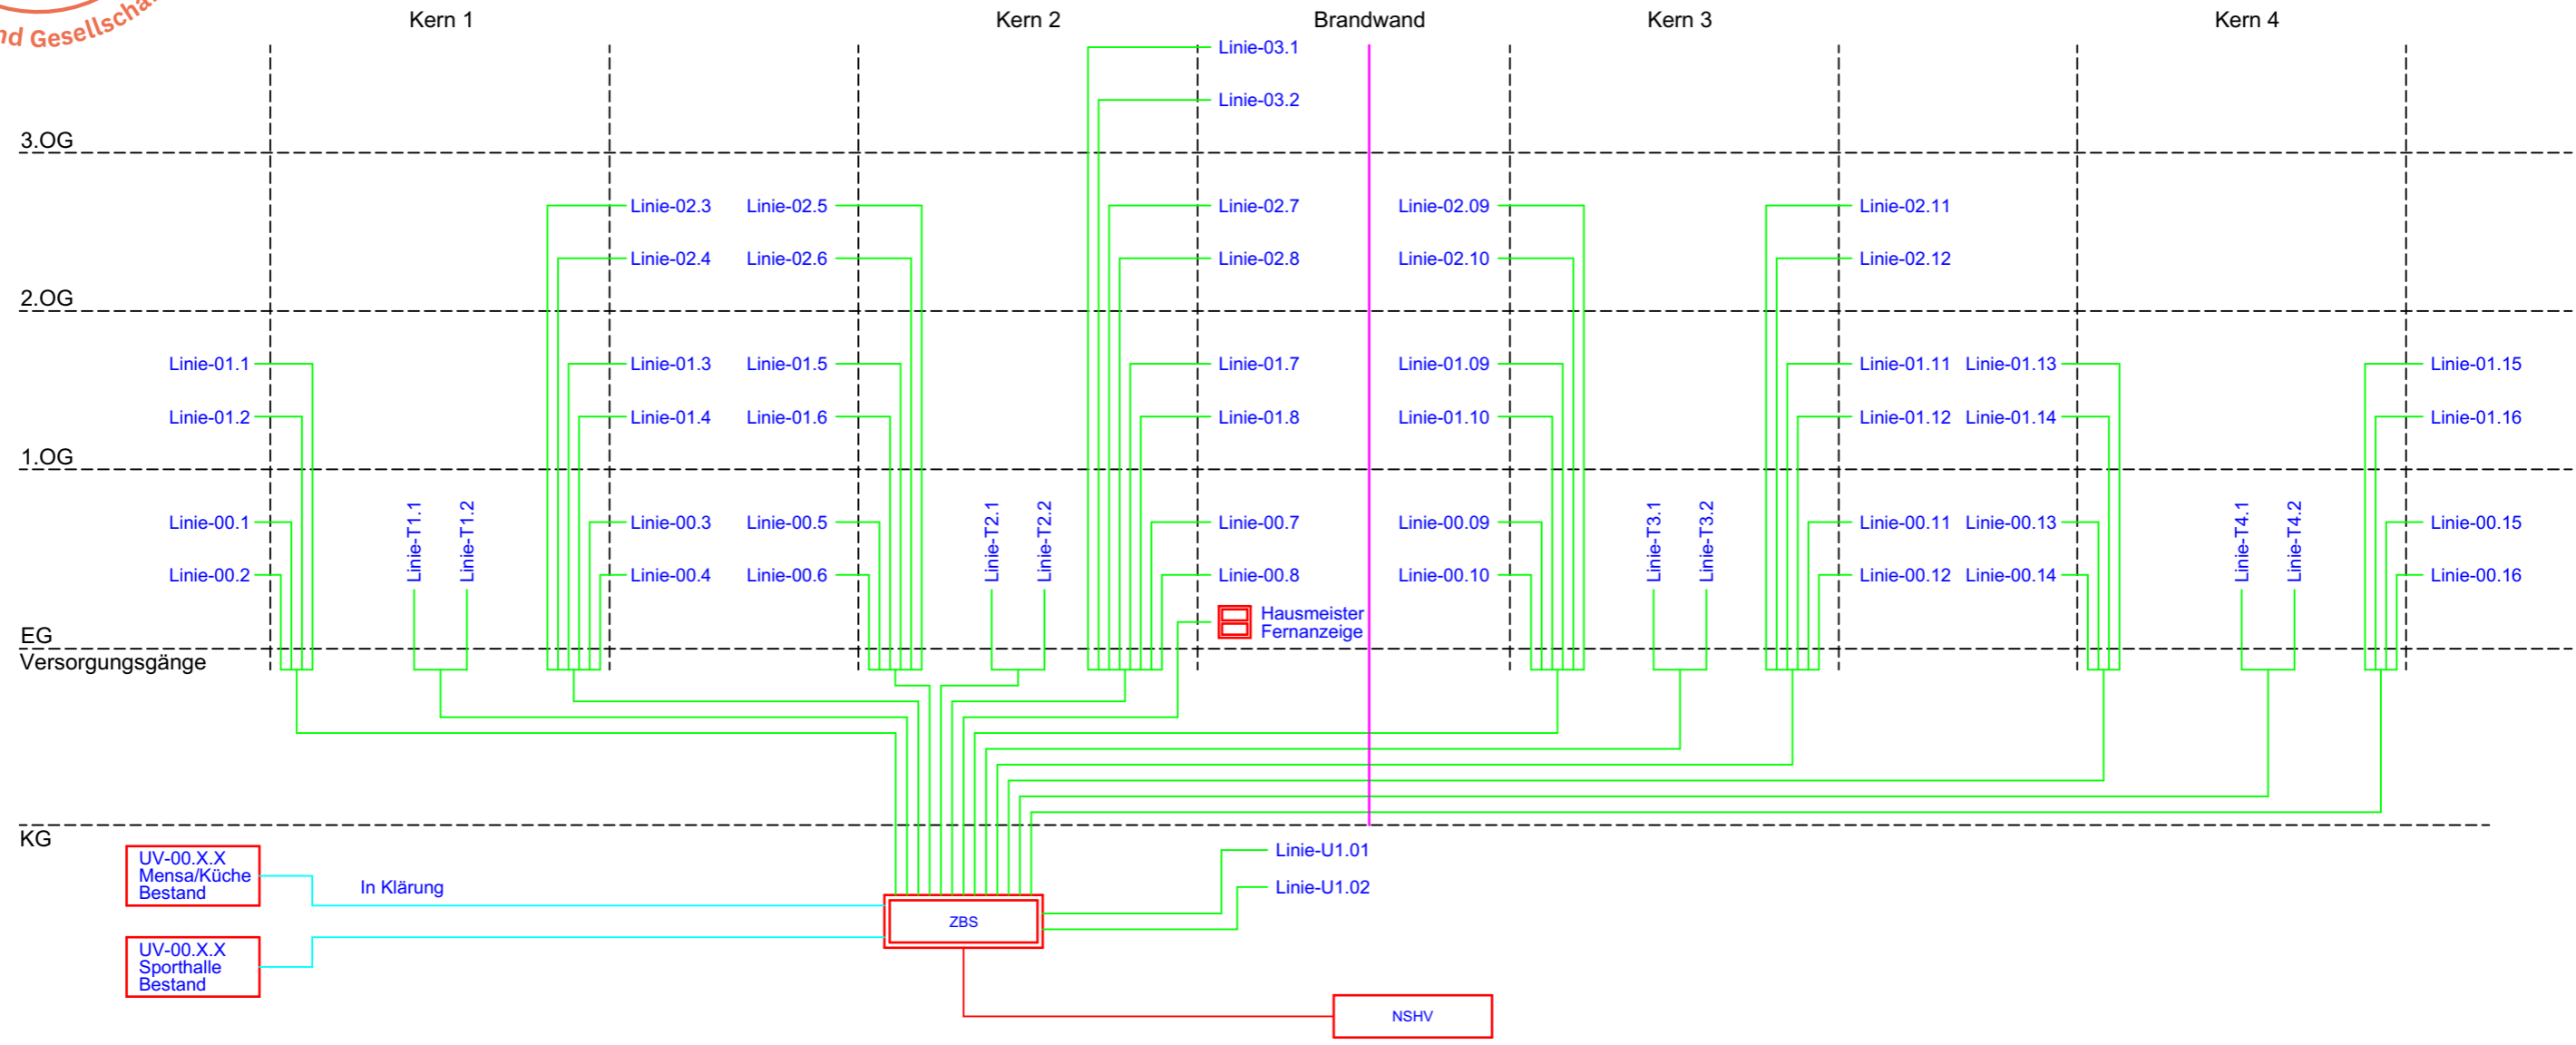 nd Gesellscha
Kern 1
Kern 2
Brandwand
Kern 3
Kern 4
Linie-03.1
Linie-03.2
3.OG
Linie-02.3
Linie-02.5
Linie-02.7
Linie-02.09
Linie-02.11
Linie-02.4
Linie-02.6
Linie-02.8
Linie-02.10
Linie-02.12
2.OG
Linie-01.1
Linie-01.3
Linie-01.5
Linie-01.7
Linie-01.09
Linie-01.11
Linie-01.13
Linie-01.15
Linie-01.2
Linie-01.4
Linie-01.6
Linie-01.8
Linie-01.10
Linie-01.12
Linie-01.14
Linie-01.16
1.OG
Linie-00.1
Linie-T1.1
Linie-T1.2
Linie-00.3
Linie-00.5
Linie-T2.1
Linie-T2.2
Linie-00.7
Linie-00.09
Linie-T3.1
Linie-T3.2
Linie-00.11
Linie-00.13
Linie-T4.1
Linie-T4.2
Linie-00.15
Linie-00.2
Linie-00.4
Linie-00.6
Linie-00.8
Linie-00.10
Linie-00.12
Linie-00.14
Linie-00.16
Hausmeister
Fernanzeige
EG
Versorgungsgänge
KG
UV-00.X.X
Mensa/Küche
Bestand
In Klärung
Linie-U1.01
Linie-U1.02
ZBS
UV-00.X.X
Sporthalle
Bestand
NSHV